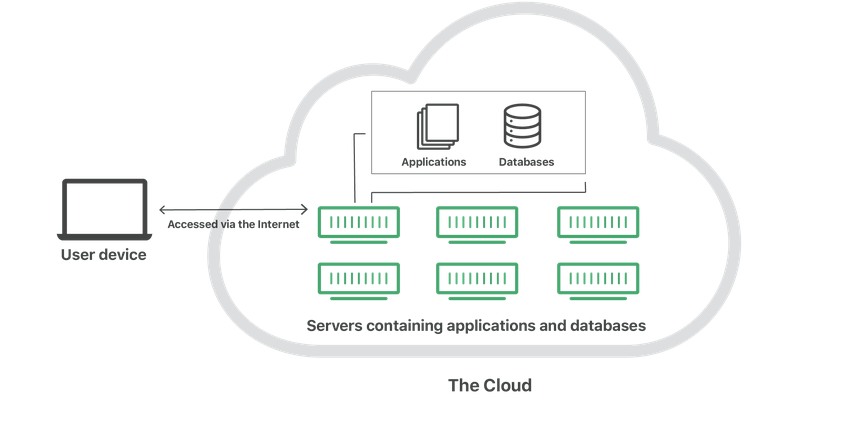 Applications
Databases
Accessed via the Internet
User device
Servers containing applications and databases
The Cloud